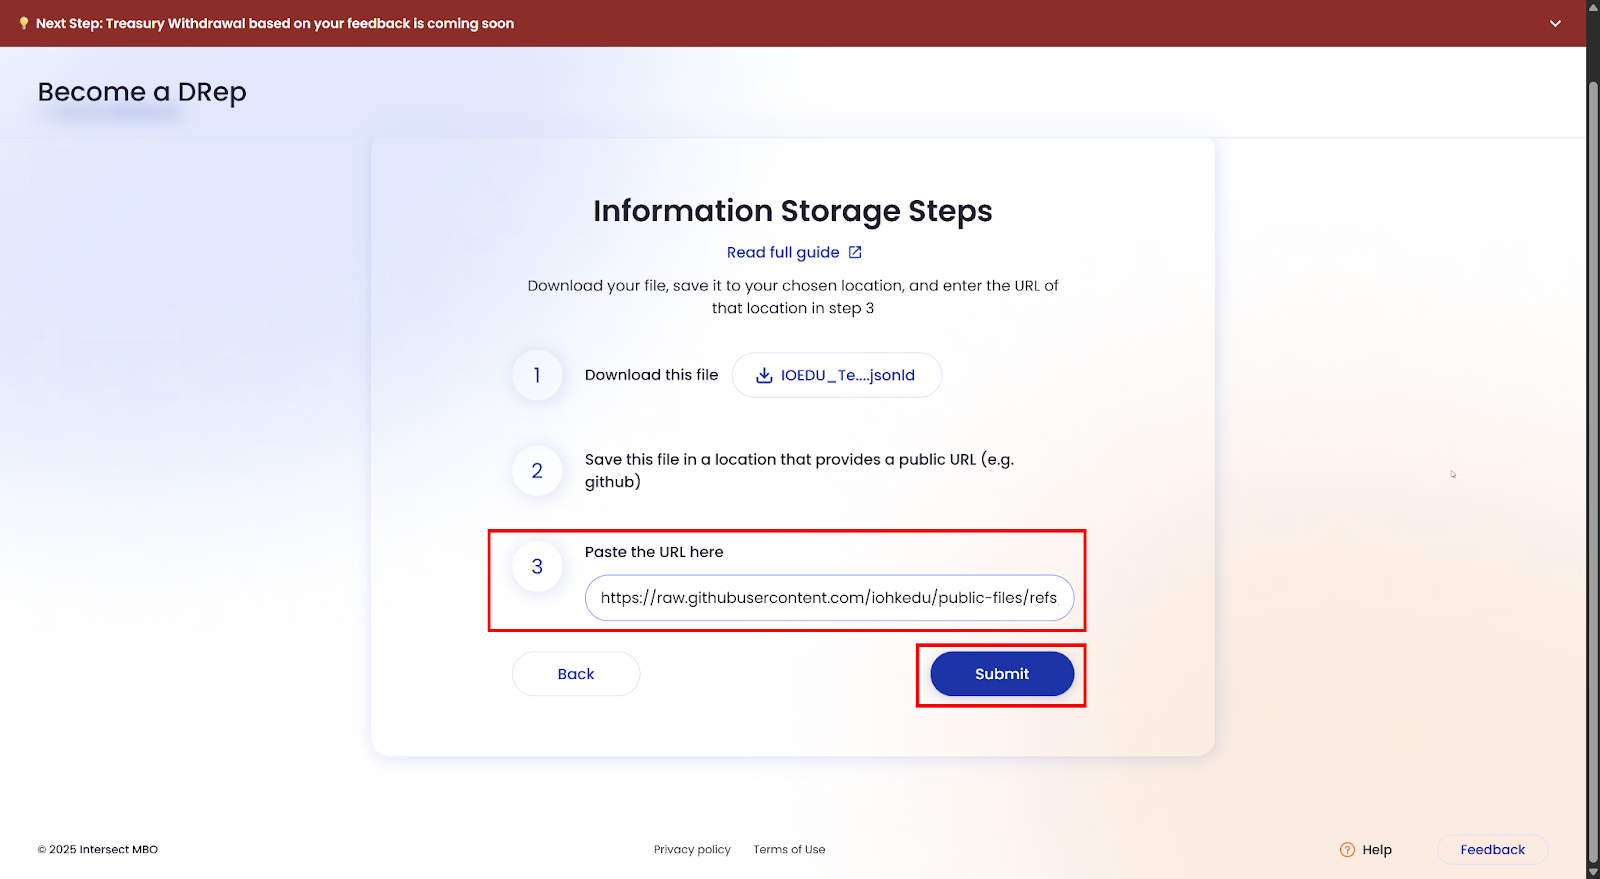 Next Step: Treasury Withdrawal based on your feedback is coming soon
Become a DRep
Information Storage Steps
Read full guide
Download your file, save it to your chosen location, and enter the URL of
that location in step 3
1
Download this file
IOEDU_Te....jsonld
2
Save this file in a location that provides a public URL (e.g.
github)
3
Paste the URL here
https://raw.githubusercontent.com/iohkedu/public-files/refs
Back
Submit
© 2025 Intersect MBO
Privacy policy
Terms of Use
Help
Feedback